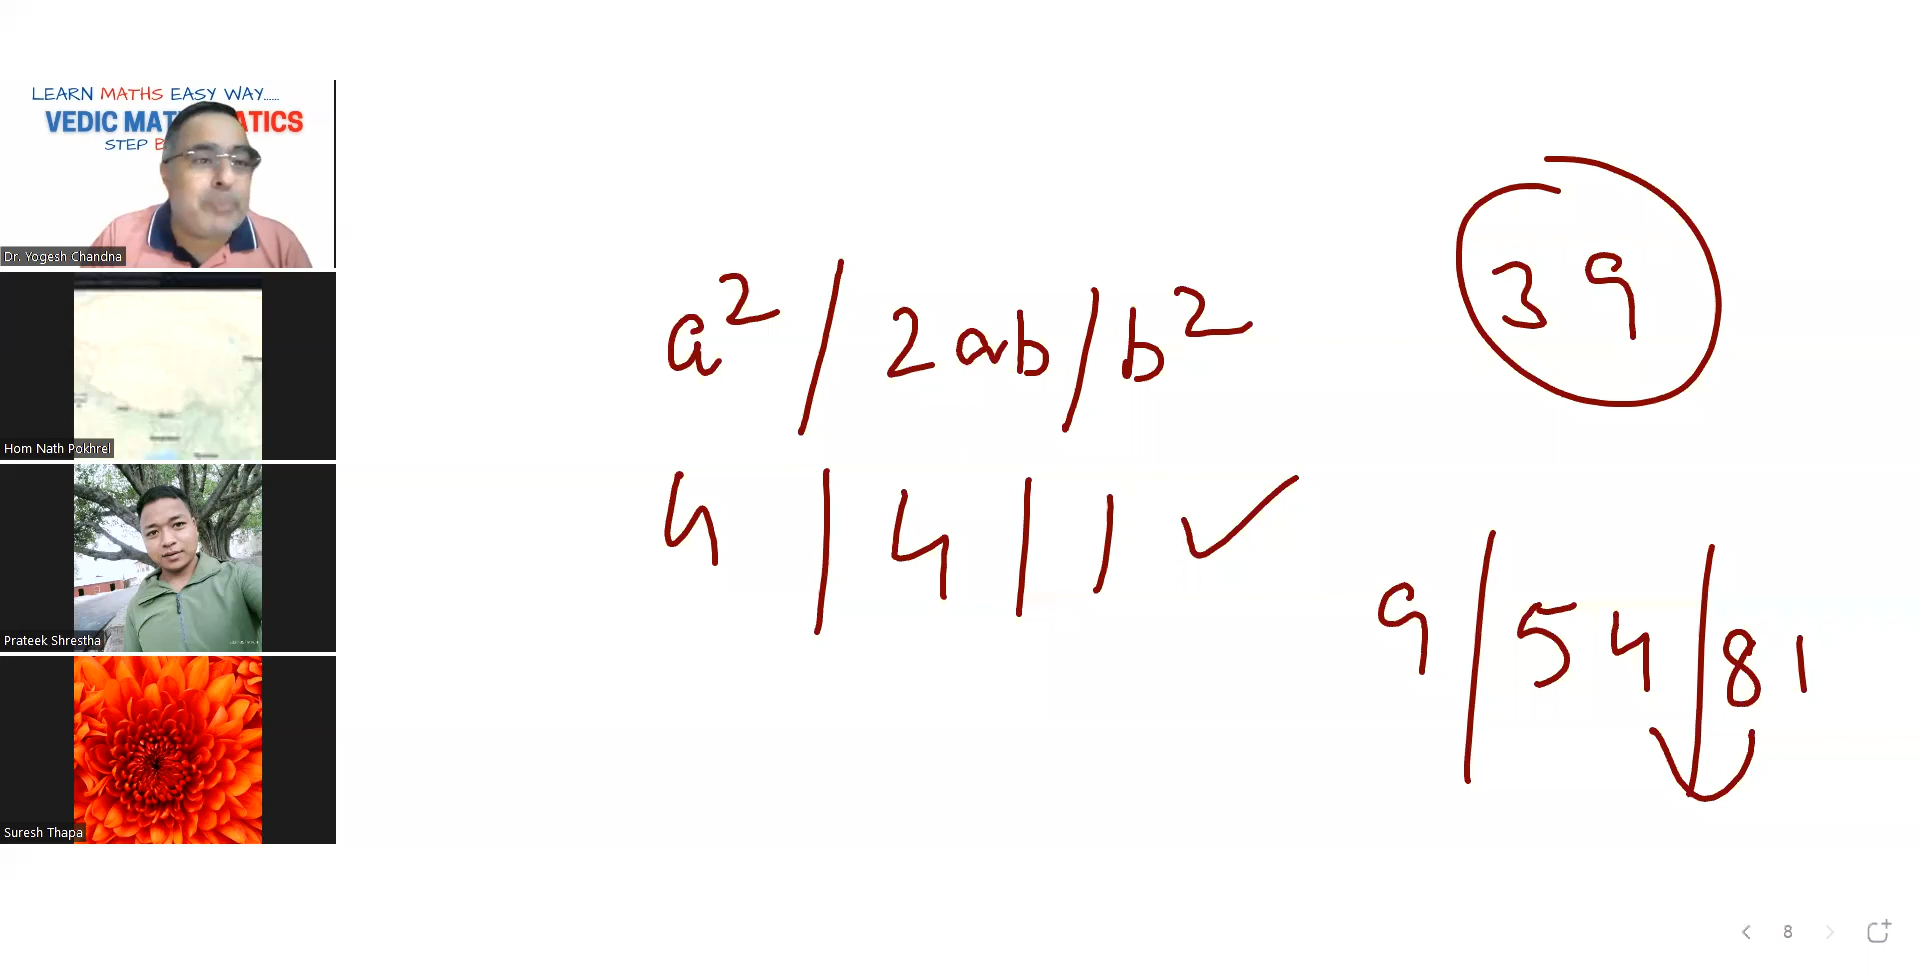 LEARN MATHS EASY WAY.....
VEDIC MAT ATICS
STEP B
Dr. Yogesh Chandna
Hom Nath Pokhrel
Prateek Shrestha
Suresh Thapa
a² / 2ab / b²
4 | 4 | 1 ✓
39
9 | 54 | 81
8